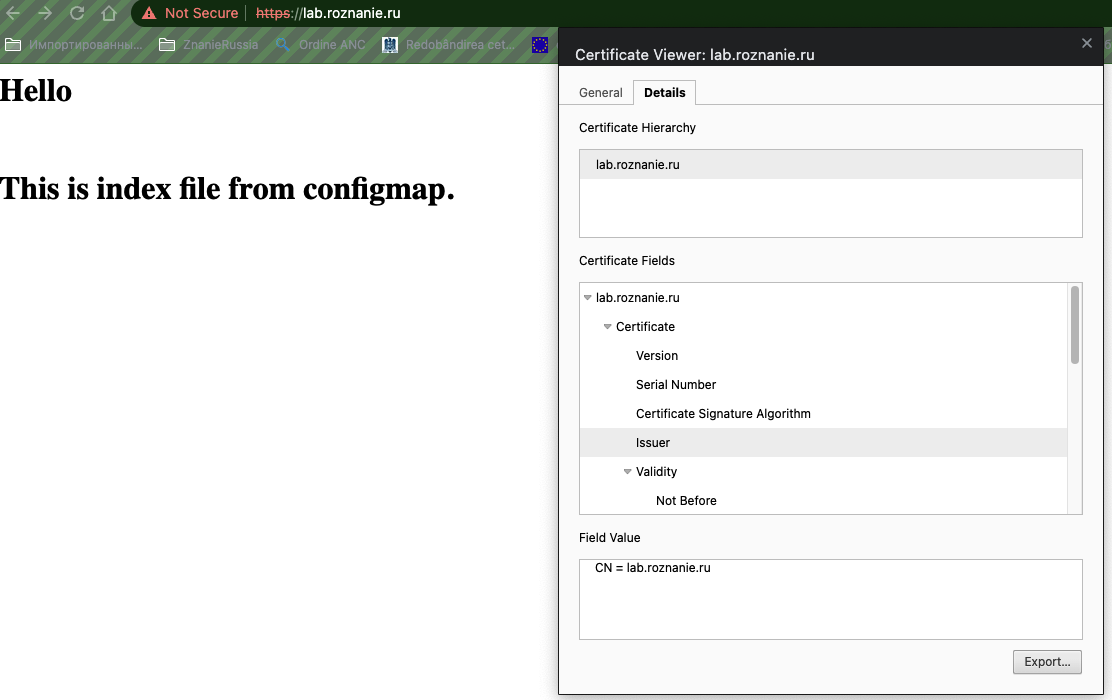 Not Secure https://lab.roznanie.ru
Импортированны... ZnanieRussia Ordine ANC Redobândirea cet...
Hello
This is index file from configmap.
Certificate Viewer: lab.roznanie.ru
General Details
Certificate Hierarchy
lab.roznanie.ru
Certificate Fields
lab.roznanie.ru
Certificate
Version
Serial Number
Certificate Signature Algorithm
Issuer
Validity
Not Before
Field Value
CN = lab.roznanie.ru
Export...